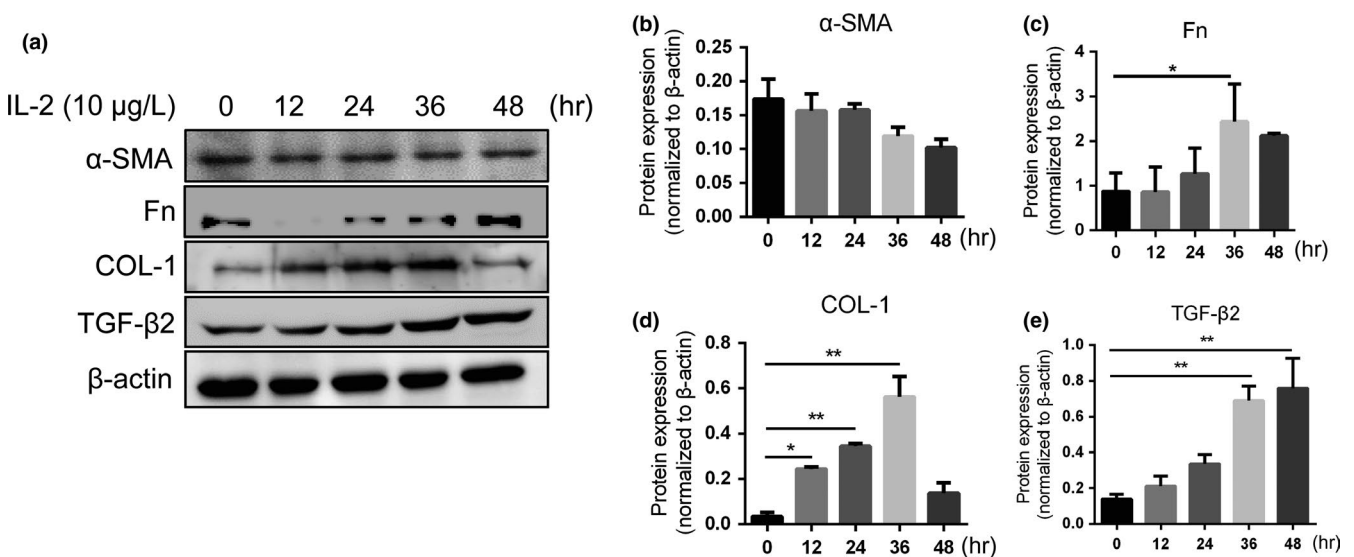 (a)
IL-2 (10 µg/L) 0 12 24 36 48 (hr)
α-SMA
Fn
COL-1
TGF-β2
β-actin
(b)
α-SMA
Protein expression
(normalized to β-actin)
0.25
0.20
0.15
0.10
0.05
0.00
0 12 24 36 48 (hr)
(c)
Fn
Protein expression
(normalized to β-actin)
4
3
2
1
0
*
0 12 24 36 48 (hr)
(d)
COL-1
Protein expression
(normalized to β-actin)
0.8
0.6
0.4
0.2
0.0
**
**
*
0 12 24 36 48 (hr)
(e)
TGF-β2
Protein expression
(normalized to β-actin)
1.0
0.8
0.6
0.4
0.2
0.0
**
**
0 12 24 36 48 (hr)